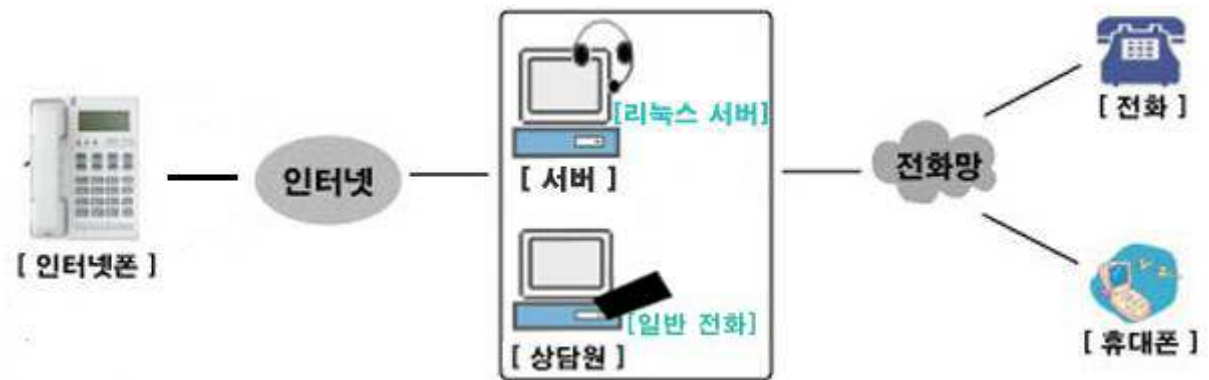 [ 인터넷폰 ]
인터넷
[리눅스 서버]
[ 서버 ]
[일반 전화]
[ 상담원 ]
전화망
[ 전화 ]
[ 휴대폰 ]